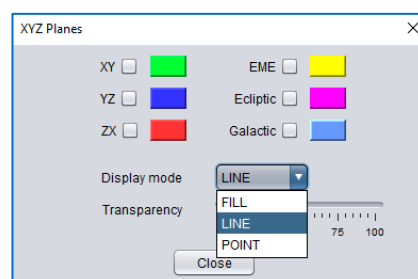 XYZ Planes
XY EME
YZ Ecliptic
ZX Galactic
Display mode LINE
FILL
Transparency
LINE
75 100
POINT
Close